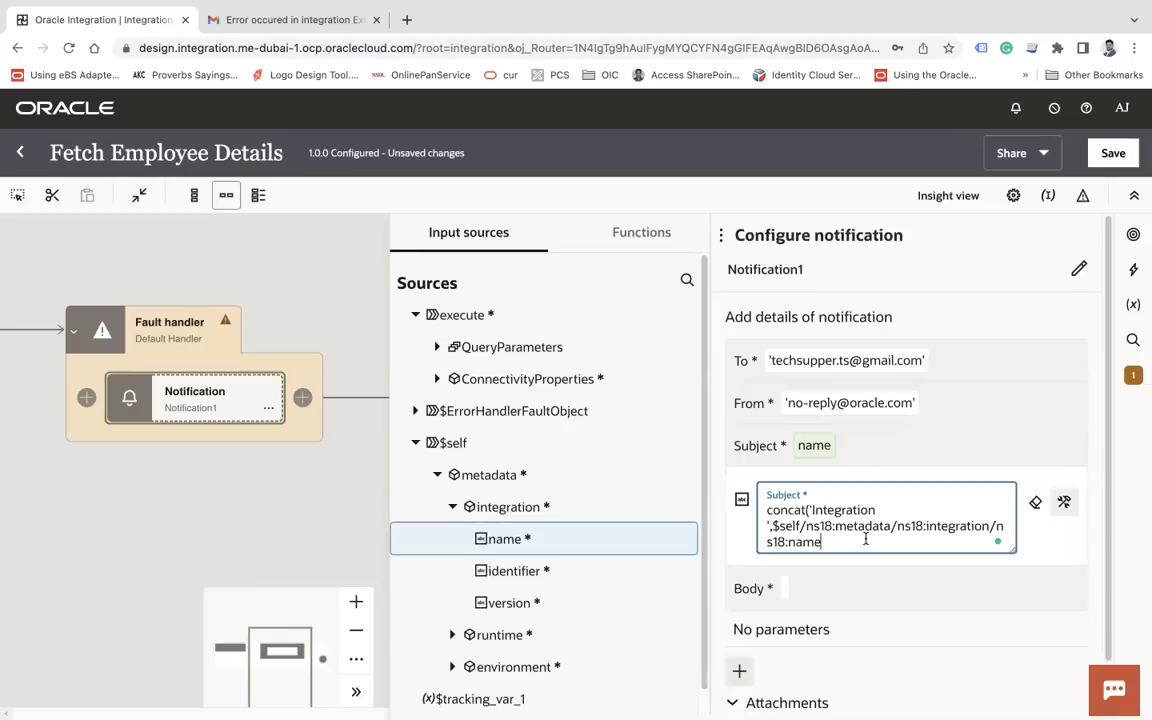 Oracle Integration | Integration
Error occured in integration Ex
design.integration.me-dubai-1.ocp.oraclecloud.com/?root=integration&oj_Router=1N4IgTg9hAuIFygMYQCYFN4gGIFEAqAwgBID6OAsgAoA...
Using eBS Adapte...
AKC Proverbs Sayings...
Logo Design Tool....
OnlinePanService
cur
PCS
OIC
Access SharePoin...
Identity Cloud Ser...
Using the Oracle...
»
Other Bookmarks
ORACLE
AJ
Fetch Employee Details
1.0.0 Configured - Unsaved changes
Share
Save
Insight view
Input sources
Functions
Configure notification
Notification1
Sources
execute *
QueryParameters
ConnectivityProperties *
$ErrorHandlerFaultObject
$self
metadata *
integration *
name *
identifier *
version *
runtime *
environment *
(x) $tracking_var_1
Fault handler
Default Handler
Notification
Notification1
Add details of notification
To * 'techsupper.ts@gmail.com'
From * 'no-reply@oracle.com'
Subject * name
Subject *
concat('Integration
',$self/ns18:metadata/ns18:integration/n
s18:name
Body *
No parameters
Attachments
(x)
1